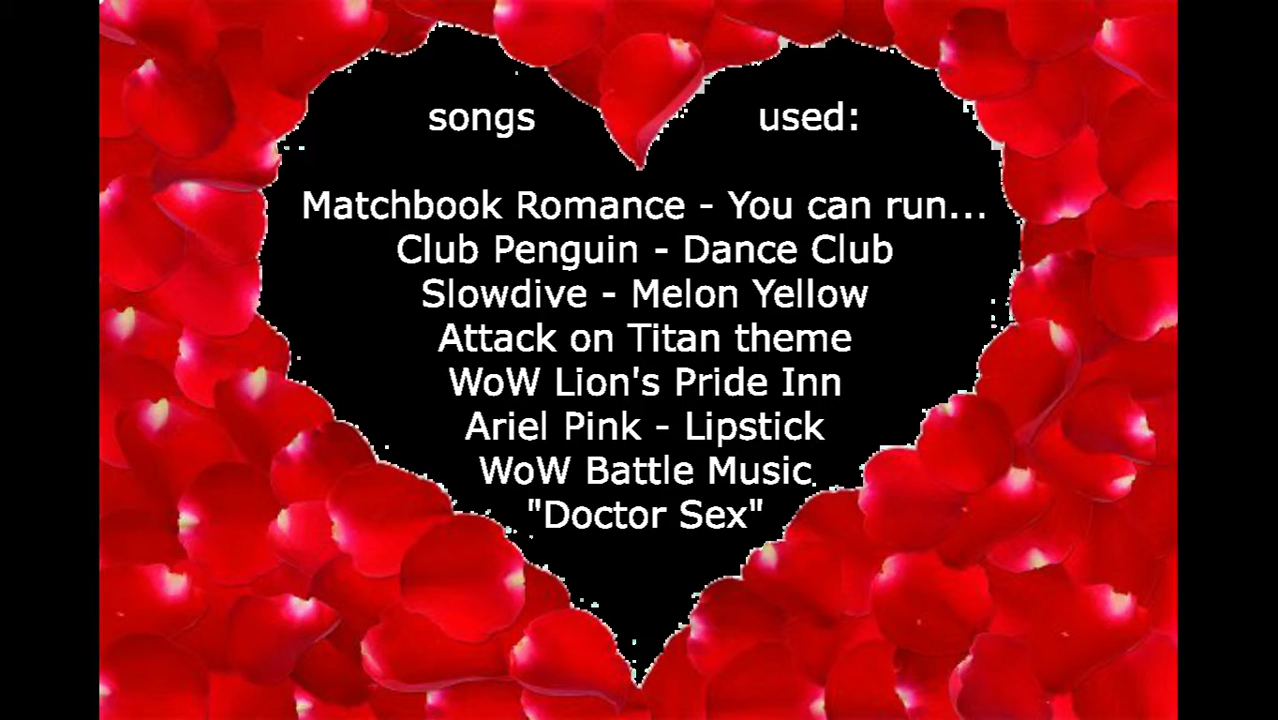 songs used:
Matchbook Romance - You can run...
Club Penguin - Dance Club
Slowdive - Melon Yellow
Attack on Titan theme
WoW Lion's Pride Inn
Ariel Pink - Lipstick
WoW Battle Music
"Doctor Sex"